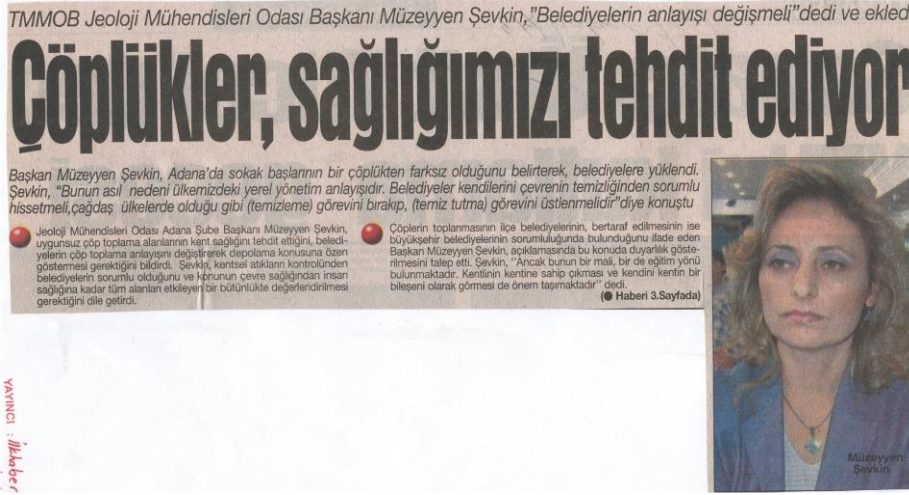 TMMOB Jeoloji Mühendisleri Odası Başkanı Müzeyyen Şevkin,"Belediyelerin anlayışı değişmeli"dedi ve ekled
Çöplükler, sağlığımızı tehdit ediyor
Başkan Müzeyyen Şevkin, Adana'da sokak başlarının bir çöplükten farksız olduğunu belirterek, belediyelere yüklendi.
Şevkin, "Bunun asıl nedeni ülkemizdeki yerel yönetim anlayışıdır. Belediyeler kendilerini çevrenin temizliğinden sorumlu
hissetmeli,çağdaş ülkelerde olduğu gibi (temizleme) görevini bırakıp, (temiz tutma) görevini üstlenmelidir"diye konuştu
Jeoloji Mühendisleri Odası Adana Şube Başkanı Müzeyyen Şevkin,
uygunsuz çöp toplama alanlarının kent sağlığını tehdit ettiğini, beledi-
yelerin çöp toplama anlayışını değiştirerek depolama konusuna özen
göstermesi gerektiğini bildirdi. Şevkin, kentsel atıkların kontrolünden
belediyelerin sorumlu olduğunu ve konunun çevre sağlığından insan
sağlığına kadar tüm alanları etkileyen bir bütünlükte değerlendirilmesi
gerektiğini dile getirdi.
Çöplerin toplanmasının ilçe belediyelerinin, bertaraf edilmesinin ise
büyükşehir belediyelerinin sorumluluğunda bulunduğunu ifade eden
Başkan Müzeyyen Şevkin, açıklamasında bu konuda duyarlılık göste-
rilmesini talep etti. Şevkin, "Ancak bunun bir mali, bir de eğitim yönü
bulunmaktadır. Kentlinin kentine sahip çıkması ve kendini kentin bir
bileşeni olarak görmesi de önem taşımaktadır" dedi.
(● Haberi 3.Sayfada)
Müzeyyen
Şevkin
YAYINCI : İlkhaber